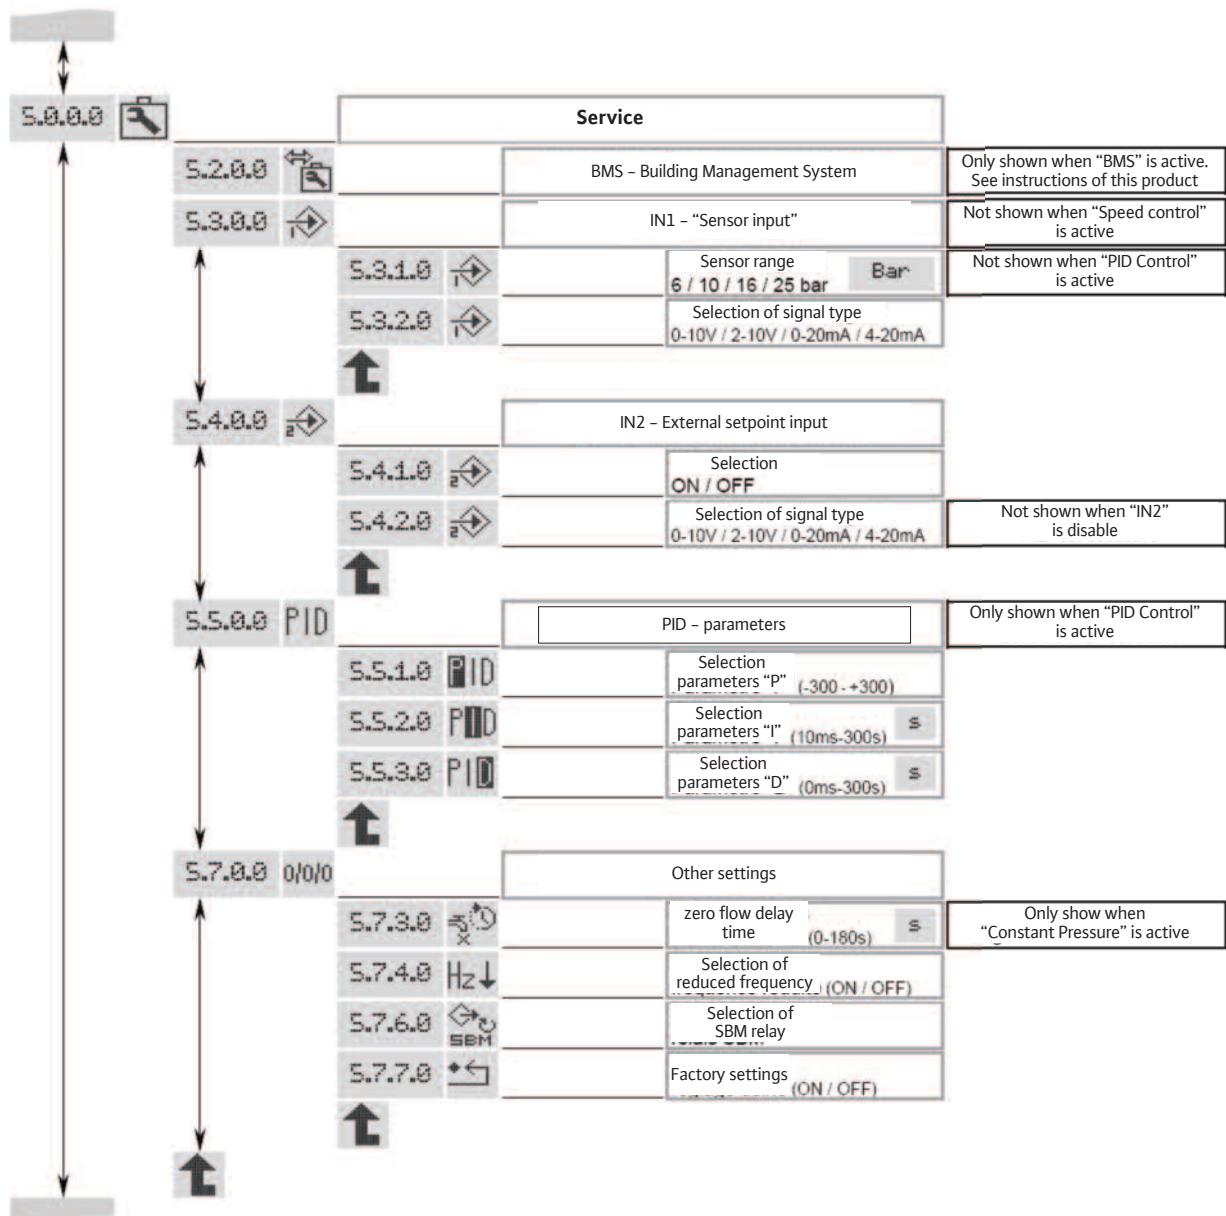 5.0.0.0
Service
5.2.0.0
BMS – Building Management System
Only shown when “BMS” is active.
See instructions of this product
5.3.0.0
1
IN1 – “Sensor input”
Not shown when “Speed control”
is active
5.3.1.0
1
Sensor range
6 / 10 / 16 / 25 bar
Bar
Not shown when “PID Control”
is active
5.3.2.0
1
Selection of signal type
0-10V / 2-10V / 0-20mA / 4-20mA
5.4.0.0
2
IN2 – External setpoint input
5.4.1.0
2
Selection
ON / OFF
5.4.2.0
2
Selection of signal type
0-10V / 2-10V / 0-20mA / 4-20mA
Not shown when “IN2”
is disable
5.5.0.0 PID
PID – parameters
Only shown when “PID Control”
is active
5.5.1.0 PID
Selection
parameters “P” (-300 - +300)
5.5.2.0 PID
Selection
parameters “I” (10ms-300s)
s
5.5.3.0 PID
Selection
parameters “D” (0ms-300s)
s
5.7.0.0 0/0/0
Other settings
5.7.3.0
x
zero flow delay
time (0-180s)
s
Only show when
“Constant Pressure” is active
5.7.4.0 Hz
Selection of
reduced frequency (ON / OFF)
5.7.6.0
SBM
Selection of
SBM relay
5.7.7.0
Factory settings
(ON / OFF)